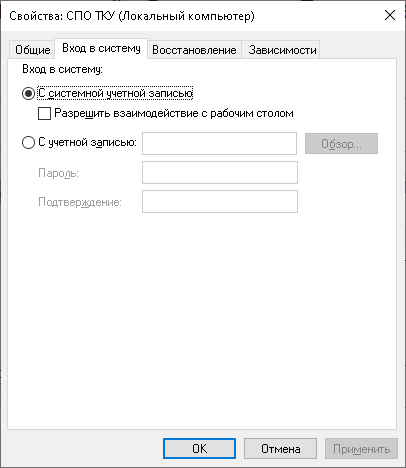 Свойства: СПО ТКУ (Локальный компьютер)
Общие Вход в систему Восстановление Зависимости
Вход в систему:
С системной учетной записью
Разрешить взаимодействие с рабочим столом
С учетной записью: Обзор...
Пароль:
Подтверждение:
OK Отмена Применить